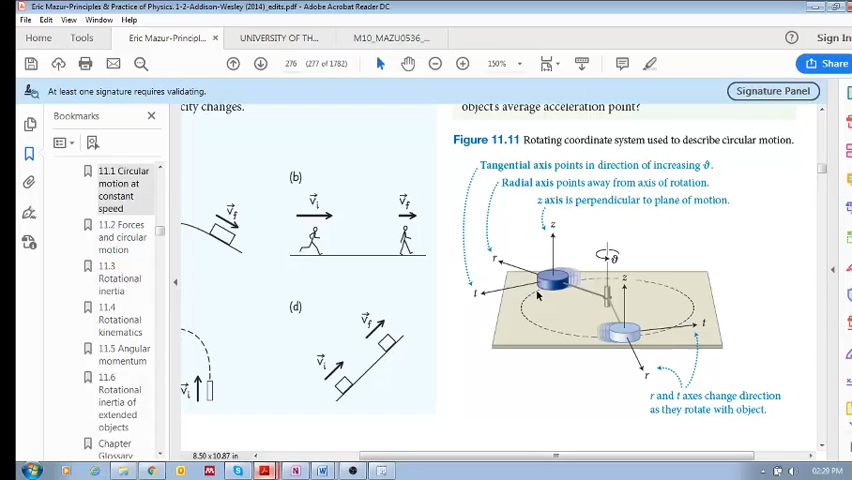 Eric Mazur-Principles & Practice of Physics. 1-2-Addison-Wesley (2014)_edits.pdf - Adobe Acrobat Reader DC
File Edit View Window Help
Home Tools Eric Mazur-Principl... × UNIVERSITY OF TH... M10_MAZU0536_... Sign In
276 (277 of 1782) 150% Share
At least one signature requires validating. Signature Panel
Bookmarks ×
11.1 Circular
motion at
constant
speed
11.2 Forces
and circular
motion
11.3
Rotational
inertia
11.4
Rotational
kinematics
11.5 Angular
momentum
11.6
Rotational
inertia of
extended
objects
Chapter
Glossary
city changes.
v⃗f
v⃗i
(b)
v⃗i v⃗f
(d)
v⃗f
v⃗i
object's average acceleration point?
Figure 11.11 Rotating coordinate system used to describe circular motion.
Tangential axis points in direction of increasing ϑ.
Radial axis points away from axis of rotation.
z axis is perpendicular to plane of motion.
z
r ϑ
z
t
t
r
r and t axes change direction
as they rotate with object.
8.50 x 10.87 in
02:29 PM